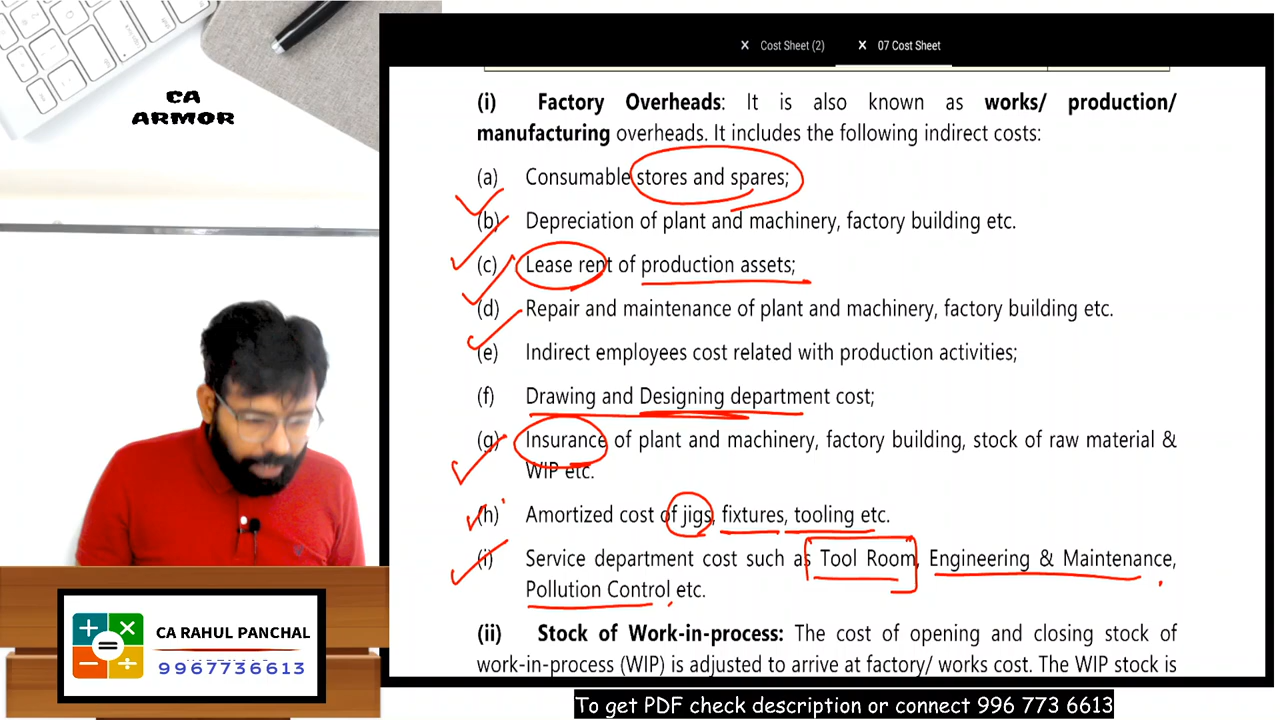 CA
ARMOR
Cost Sheet (2)
07 Cost Sheet
(i) Factory Overheads: It is also known as works/ production/
manufacturing overheads. It includes the following indirect costs:
(a) Consumable stores and spares;
(b) Depreciation of plant and machinery, factory building etc.
(c) Lease rent of production assets;
(d) Repair and maintenance of plant and machinery, factory building etc.
(e) Indirect employees cost related with production activities;
(f) Drawing and Designing department cost;
(g) Insurance of plant and machinery, factory building, stock of raw material &
WIP etc.
(h) Amortized cost of jigs, fixtures, tooling etc.
(i) Service department cost such as Tool Room, Engineering & Maintenance,
Pollution Control etc.
(ii) Stock of Work-in-process: The cost of opening and closing stock of
work-in-process (WIP) is adjusted to arrive at factory/ works cost. The WIP stock is
CA RAHUL PANCHAL
9967736613
To get PDF check description or connect 996 773 6613